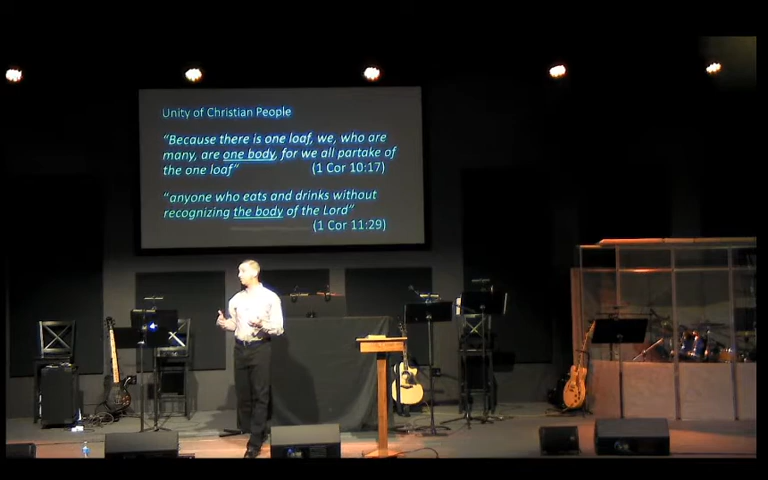 Unity of Christian People
“Because there is one loaf, we, who are
many, are one body, for we all partake of
the one loaf” (1 Cor 10:17)
“anyone who eats and drinks without
recognizing the body of the Lord”
(1 Cor 11:29)